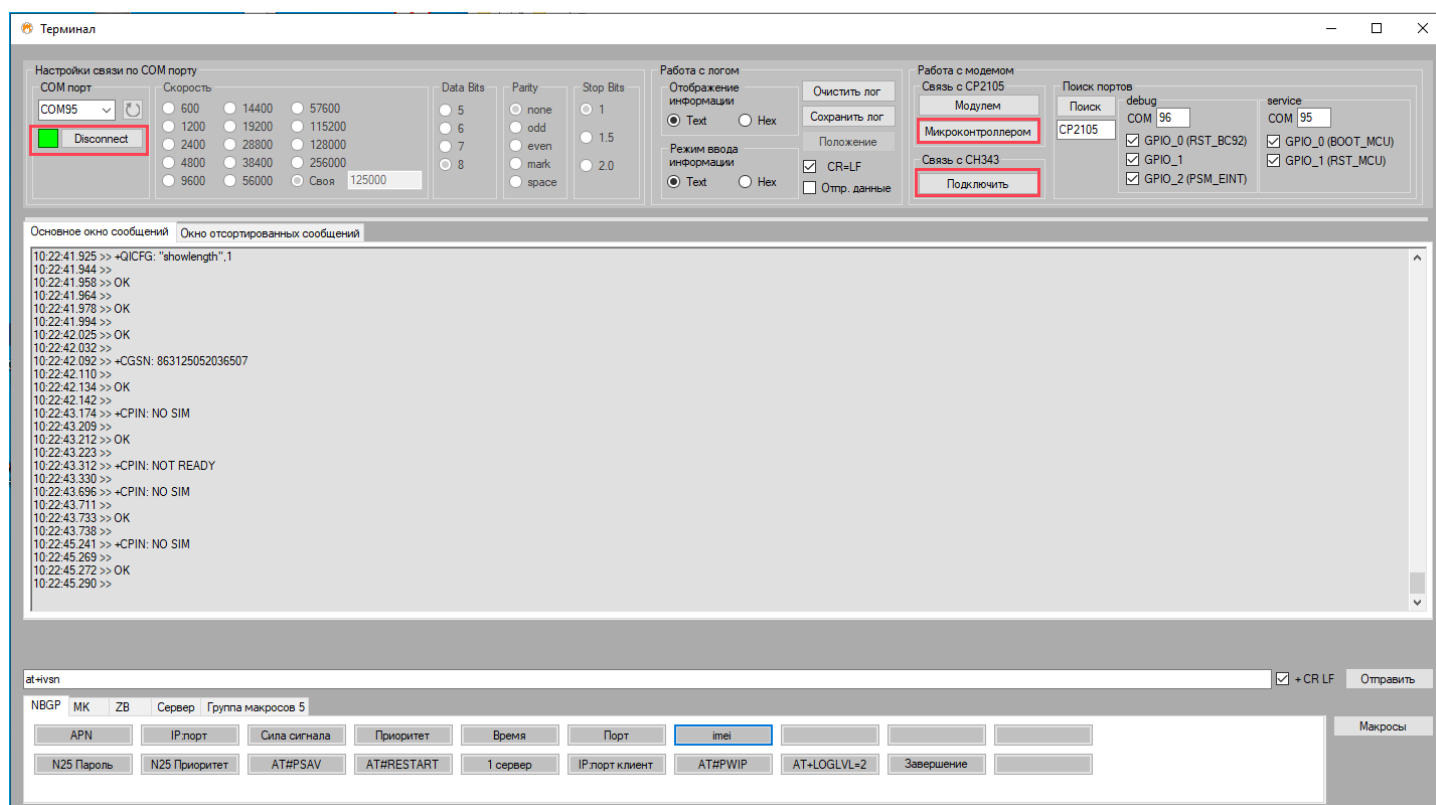 Терминал
Настройки связи по COM порту
COM порт
COM95
Disconnect
Скорость
600 14400 57600
1200 19200 115200
2400 28800 128000
4800 38400 256000
9600 56000 Своя 125000
Data Bits
5
6
7
8
Parity
none
odd
even
mark
space
Stop Bits
1
1.5
2.0
Работа с логом
Отображение
информации
Text Hex
Режим ввода
информации
Text Hex
Очистить лог
Сохранить лог
Положение
CR=LF
Отпр. данные
Работа с модемом
Связь с CP2105
Модулем
Микроконтроллером
Связь с CH343
Подключить
Поиск портов
Поиск
CP2105
debug
COM 96
GPIO_0 (RST_BC92)
GPIO_1
GPIO_2 (PSM_EINT)
service
COM 95
GPIO_0 (BOOT_MCU)
GPIO_1 (RST_MCU)
Основное окно сообщений Окно отсортированных сообщений
10:22:41.925 >> +QICFG: "showlength",1
10:22:41.944 >>
10:22:41.958 >> OK
10:22:41.964 >>
10:22:41.978 >> OK
10:22:41.994 >>
10:22:42.025 >> OK
10:22:42.032 >>
10:22:42.092 >> +CGSN: 863125052036507
10:22:42.110 >>
10:22:42.134 >> OK
10:22:42.142 >>
10:22:43.174 >> +CPIN: NO SIM
10:22:43.209 >>
10:22:43.212 >> OK
10:22:43.223 >>
10:22:43.312 >> +CPIN: NOT READY
10:22:43.330 >>
10:22:43.696 >> +CPIN: NO SIM
10:22:43.711 >>
10:22:43.733 >> OK
10:22:43.738 >>
10:22:45.241 >> +CPIN: NO SIM
10:22:45.269 >>
10:22:45.272 >> OK
10:22:45.290 >>
at+ivsn
+ CR LF Отправить
NBGP МК ZB Сервер Группа макросов 5
APN IP:порт Сила сигнала Приоритет Время Порт imei
N25 Пароль N25 Приоритет AT#PSAV AT#RESTART 1 сервер IP:порт клиент AT#PWIP AT+LOGLVL=2 Завершение
Макросы